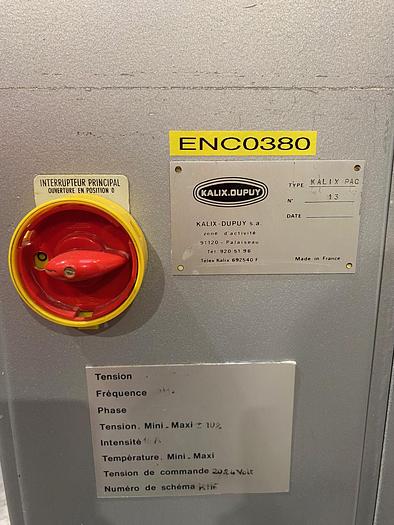 ENC0380
INTERRUPTEUR PRINCIPAL
OUVERTURE EN POSITION 0
KALIX-DUPUY
TYPE KALIX PAC
N° 13
DATE
KALIX-DUPUY s.a.
zone d'activité
91120 - Palaiseau
Tél. 920 51 96
Telex Kalix 692540 F
Made in France
Tension
Fréquence
Phase
Tension, Mini - Maxi
Intensité
Température, Mini - Maxi
Tension de commande
Numéro de schéma